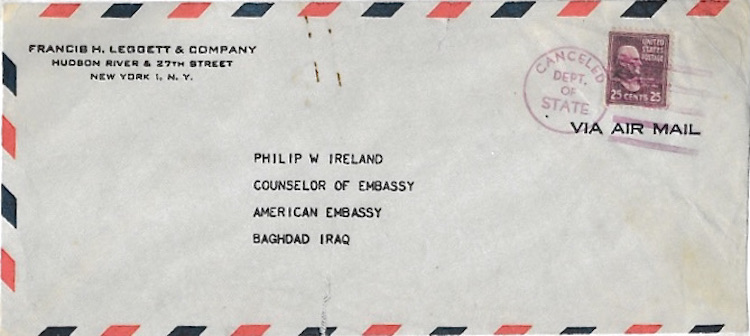 FRANCIS H. LEGGETT & COMPANY
HUDSON RIVER & 27TH STREET
NEW YORK 1, N. Y.
CANCELED
DEPT.
OF
STATE
UNITED
STATES
POSTAGE
25 CENTS 25
VIA AIR MAIL
PHILIP W IRELAND
COUNSELOR OF EMBASSY
AMERICAN EMBASSY
BAGHDAD IRAQ